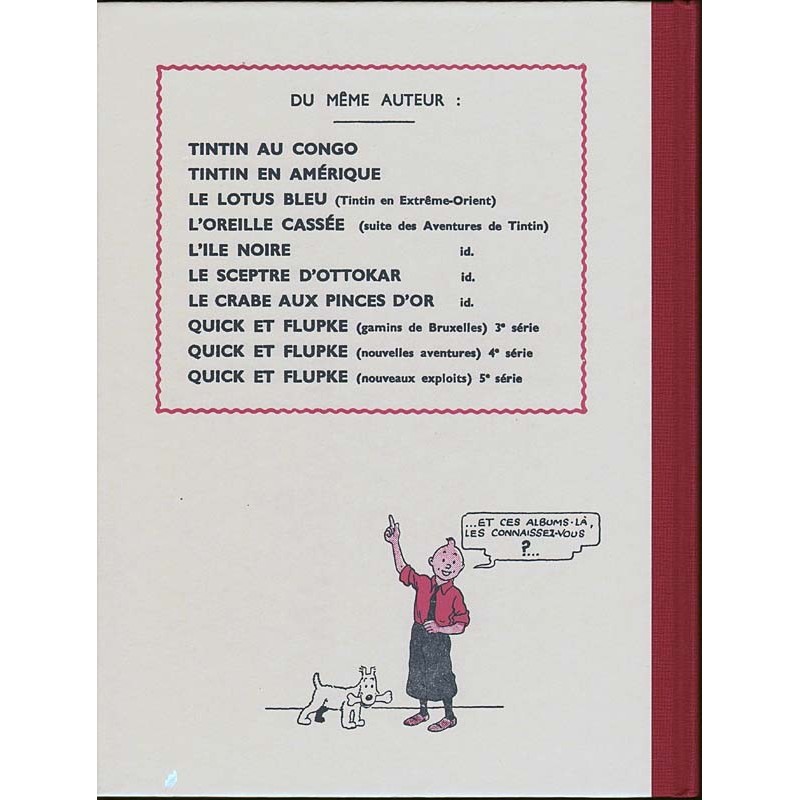 DU MÊME AUTEUR :
TINTIN AU CONGO
TINTIN EN AMÉRIQUE
LE LOTUS BLEU (Tintin en Extrême-Orient)
L'OREILLE CASSÉE (suite des Aventures de Tintin)
L'ILE NOIRE id.
LE SCEPTRE D'OTTOKAR id.
LE CRABE AUX PINCES D'OR id.
QUICK ET FLUPKE (gamins de Bruxelles) 3e série
QUICK ET FLUPKE (nouvelles aventures) 4e série
QUICK ET FLUPKE (nouveaux exploits) 5e série
...ET CES ALBUMS-LÀ,
LES CONNAISSEZ-VOUS
?...